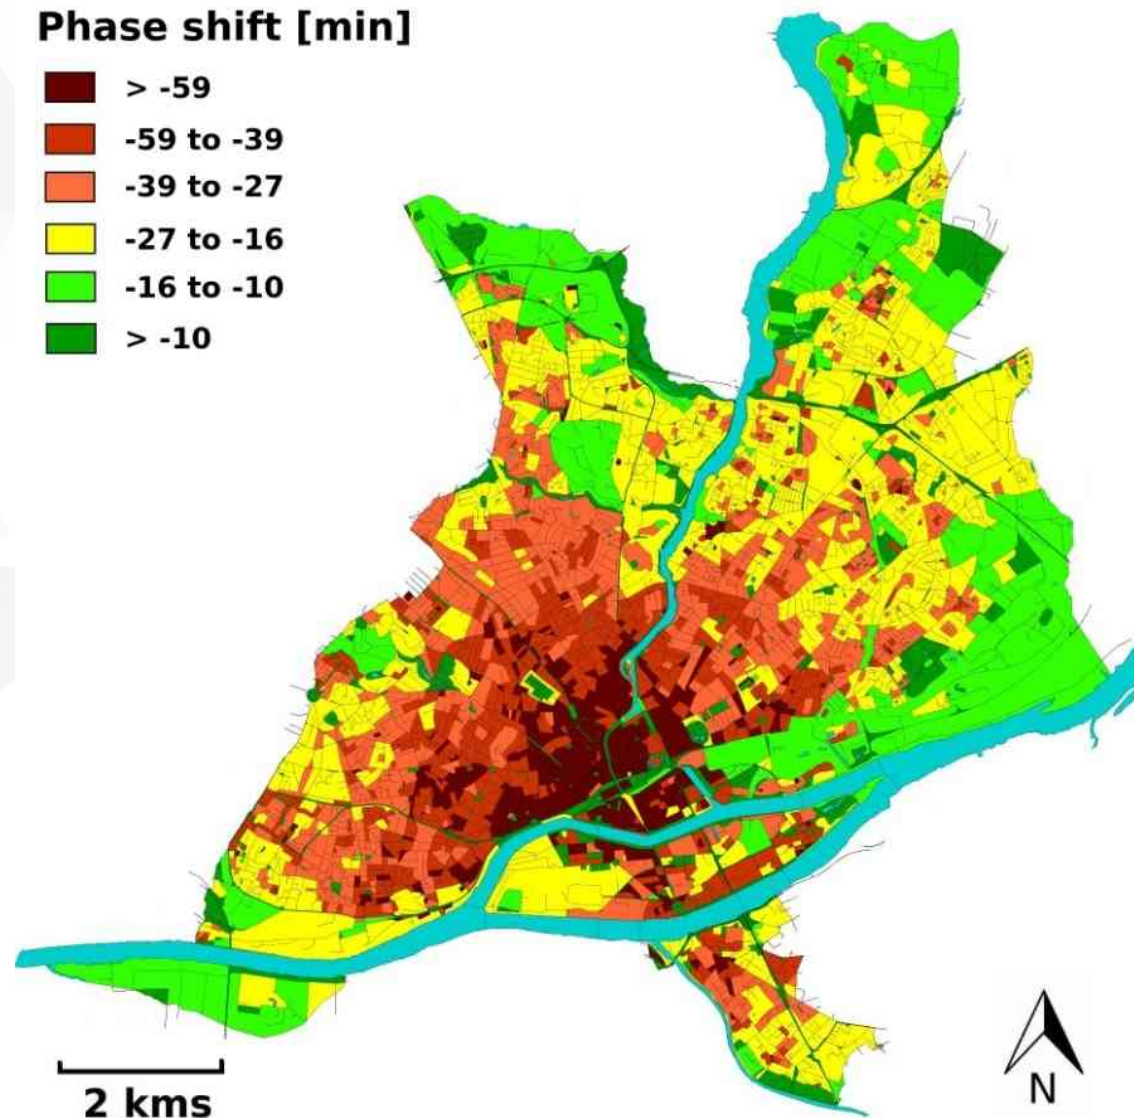 Phase shift [min]
> -59
-59 to -39
-39 to -27
-27 to -16
-16 to -10
> -10
2 kms
N